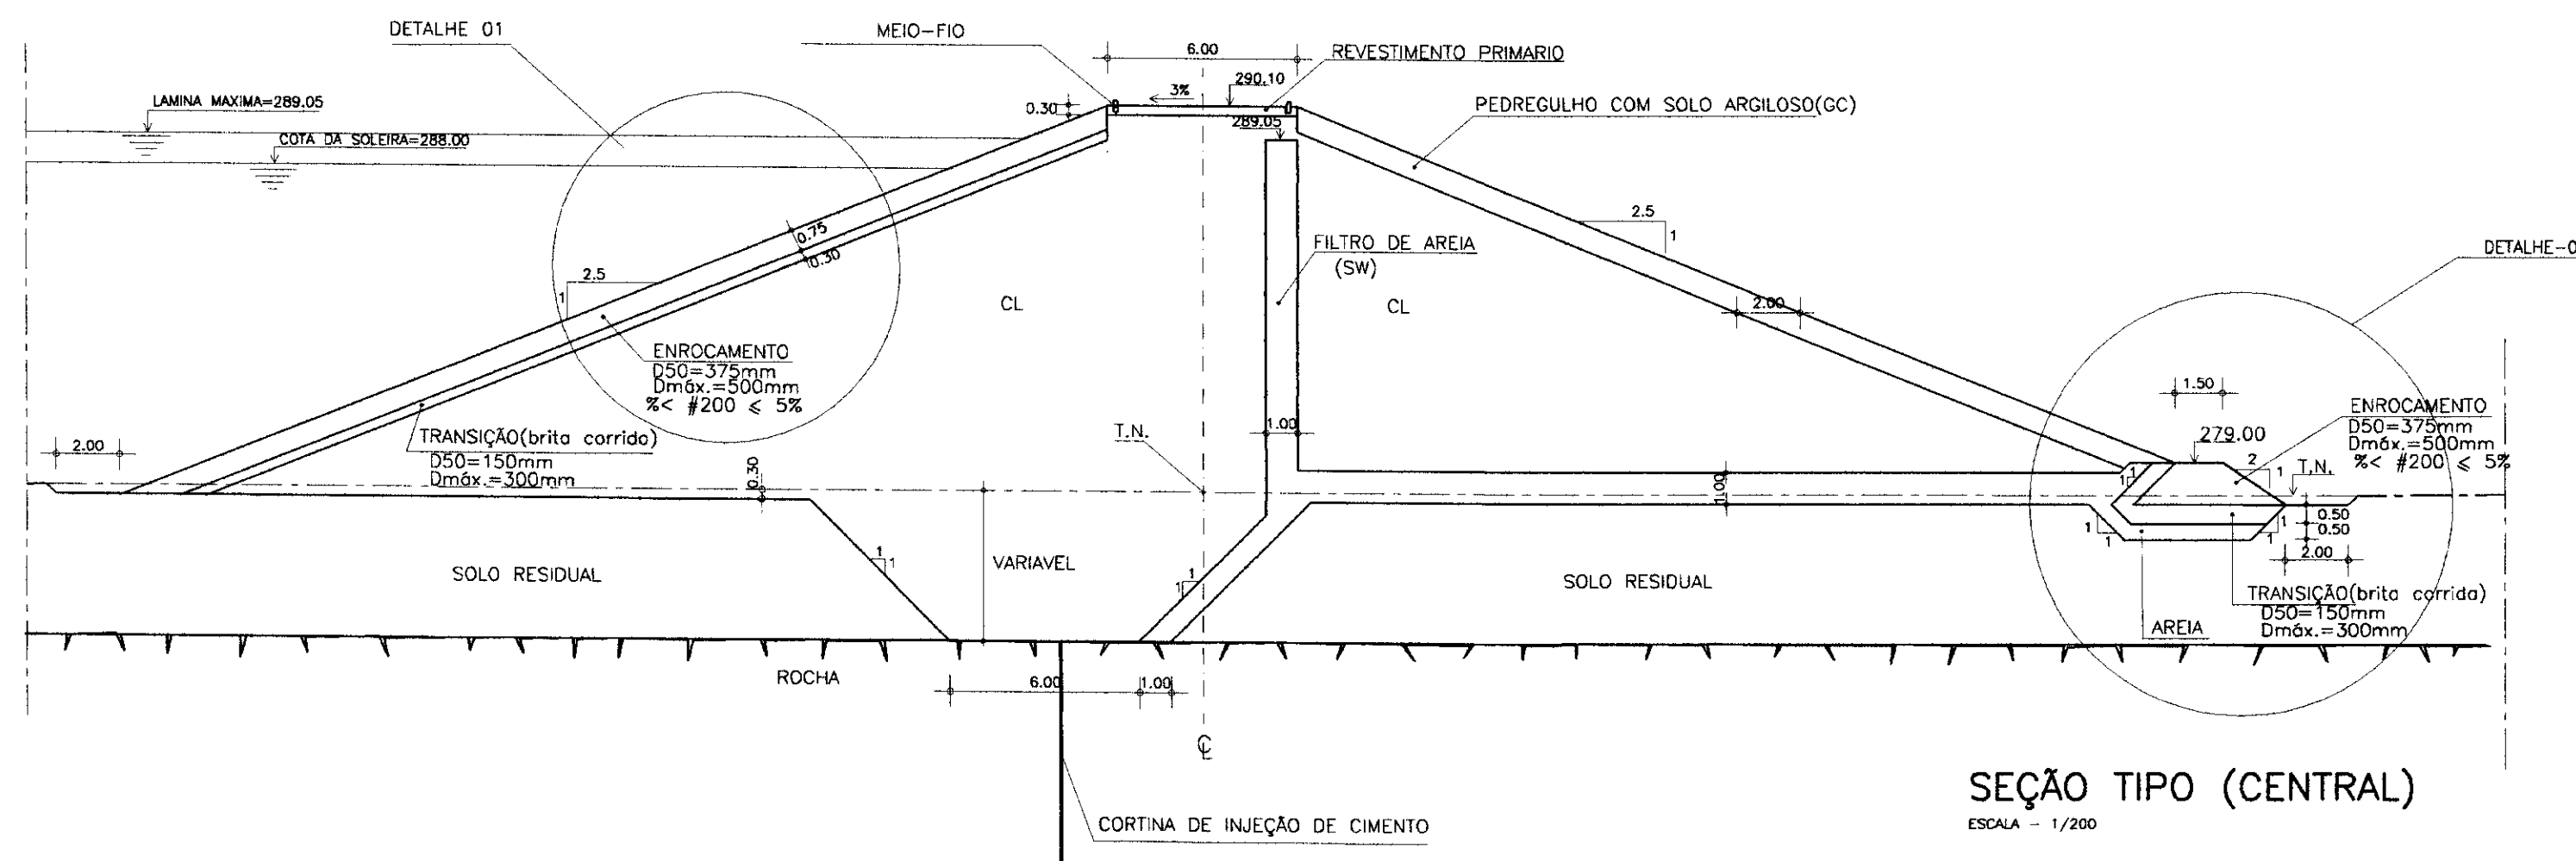 DETALHE 01
MEIO-FIO
6.00
REVESTIMENTO PRIMARIO
LAMINA MAXIMA=289.05
0.30
3%
290.10
PEDREGULHO COM SOLO ARGILOSO(GC)
COTA DA SOLEIRA=288.00
289.05
2.5
1
0.75
0.30
FILTRO DE AREIA
(SW)
DETALHE-0
2.5
1
CL
CL
2.00
ENROCAMENTO
D50=375mm
Dmáx.=500mm
%< #200 ⩽ 5%
1.50
ENROCAMENTO
D50=375mm
Dmáx.=500mm
%< #200 ⩽ 5%
2.00
TRANSIÇÃO(brita corrida)
D50=150mm
Dmáx.=300mm
0.30
T.N.
1.00
279.00
2
1
T.N.
1
1
1.00
0.50
0.50
1
1
1
1
2.00
SOLO RESIDUAL
1
1
VARIAVEL
1
1
SOLO RESIDUAL
TRANSIÇÃO(brita corrida)
D50=150mm
Dmáx.=300mm
AREIA
ROCHA
6.00
1.00
CL
SEÇÃO TIPO (CENTRAL)
ESCALA - 1/200
CORTINA DE INJEÇÃO DE CIMENTO